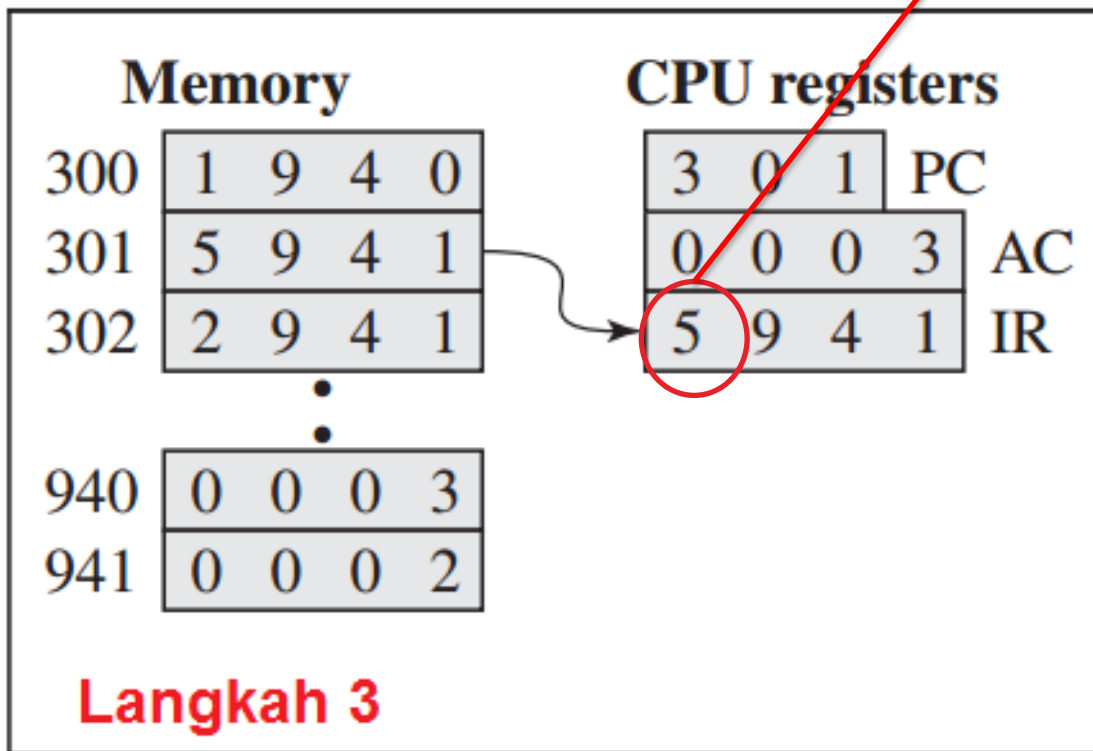 Memory
300 1 9 4 0
301 5 9 4 1
302 2 9 4 1
940 0 0 0 3
941 0 0 0 2
CPU registers
3 0 1 PC
0 0 0 3 AC
5 9 4 1 IR
Langkah 3